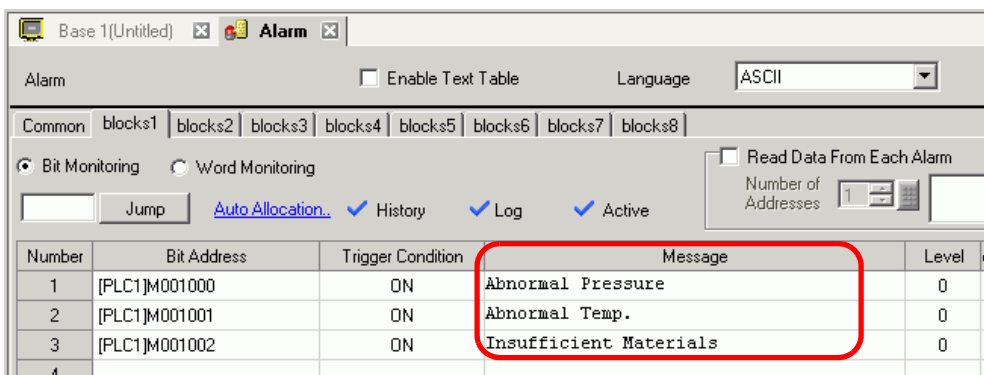 Base 1(Untitled) Alarm
Alarm Enable Text Table Language ASCII
Common blocks1 blocks2 blocks3 blocks4 blocks5 blocks6 blocks7 blocks8
Bit Monitoring Word Monitoring Read Data From Each Alarm
Number of Addresses 1
Jump Auto Allocation.. History Log Active
Number Bit Address Trigger Condition Message Level
1 [PLC1]M001000 ON Abnormal Pressure 0
2 [PLC1]M001001 ON Abnormal Temp. 0
3 [PLC1]M001002 ON Insufficient Materials 0